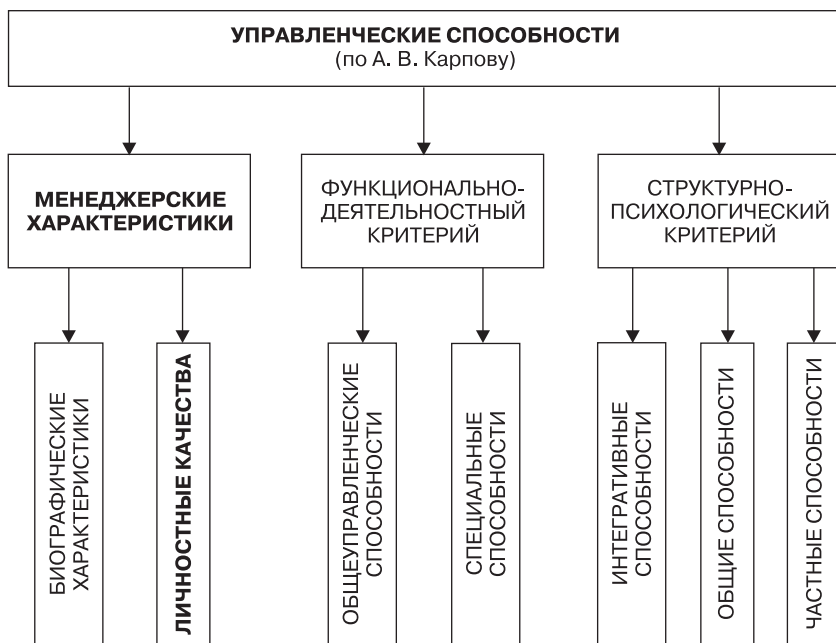 УПРАВЛЕНЧЕСКИЕ СПОСОБНОСТИ
(по А. В. Карпову)
МЕНЕДЖЕРСКИЕ
ХАРАКТЕРИСТИКИ
ФУНКЦИОНАЛЬНО-
ДЕЯТЕЛЬНОСТНЫЙ
КРИТЕРИЙ
СТРУКТУРНО-
ПСИХОЛОГИЧЕСКИЙ
КРИТЕРИЙ
БИОГРАФИЧЕСКИЕ
ХАРАКТЕРИСТИКИ
ЛИЧНОСТНЫЕ КАЧЕСТВА
ОБЩЕУПРАВЛЕНЧЕСКИЕ
СПОСОБНОСТИ
СПЕЦИАЛЬНЫЕ
СПОСОБНОСТИ
ИНТЕГРАТИВНЫЕ
СПОСОБНОСТИ
ОБЩИЕ СПОСОБНОСТИ
ЧАСТНЫЕ СПОСОБНОСТИ